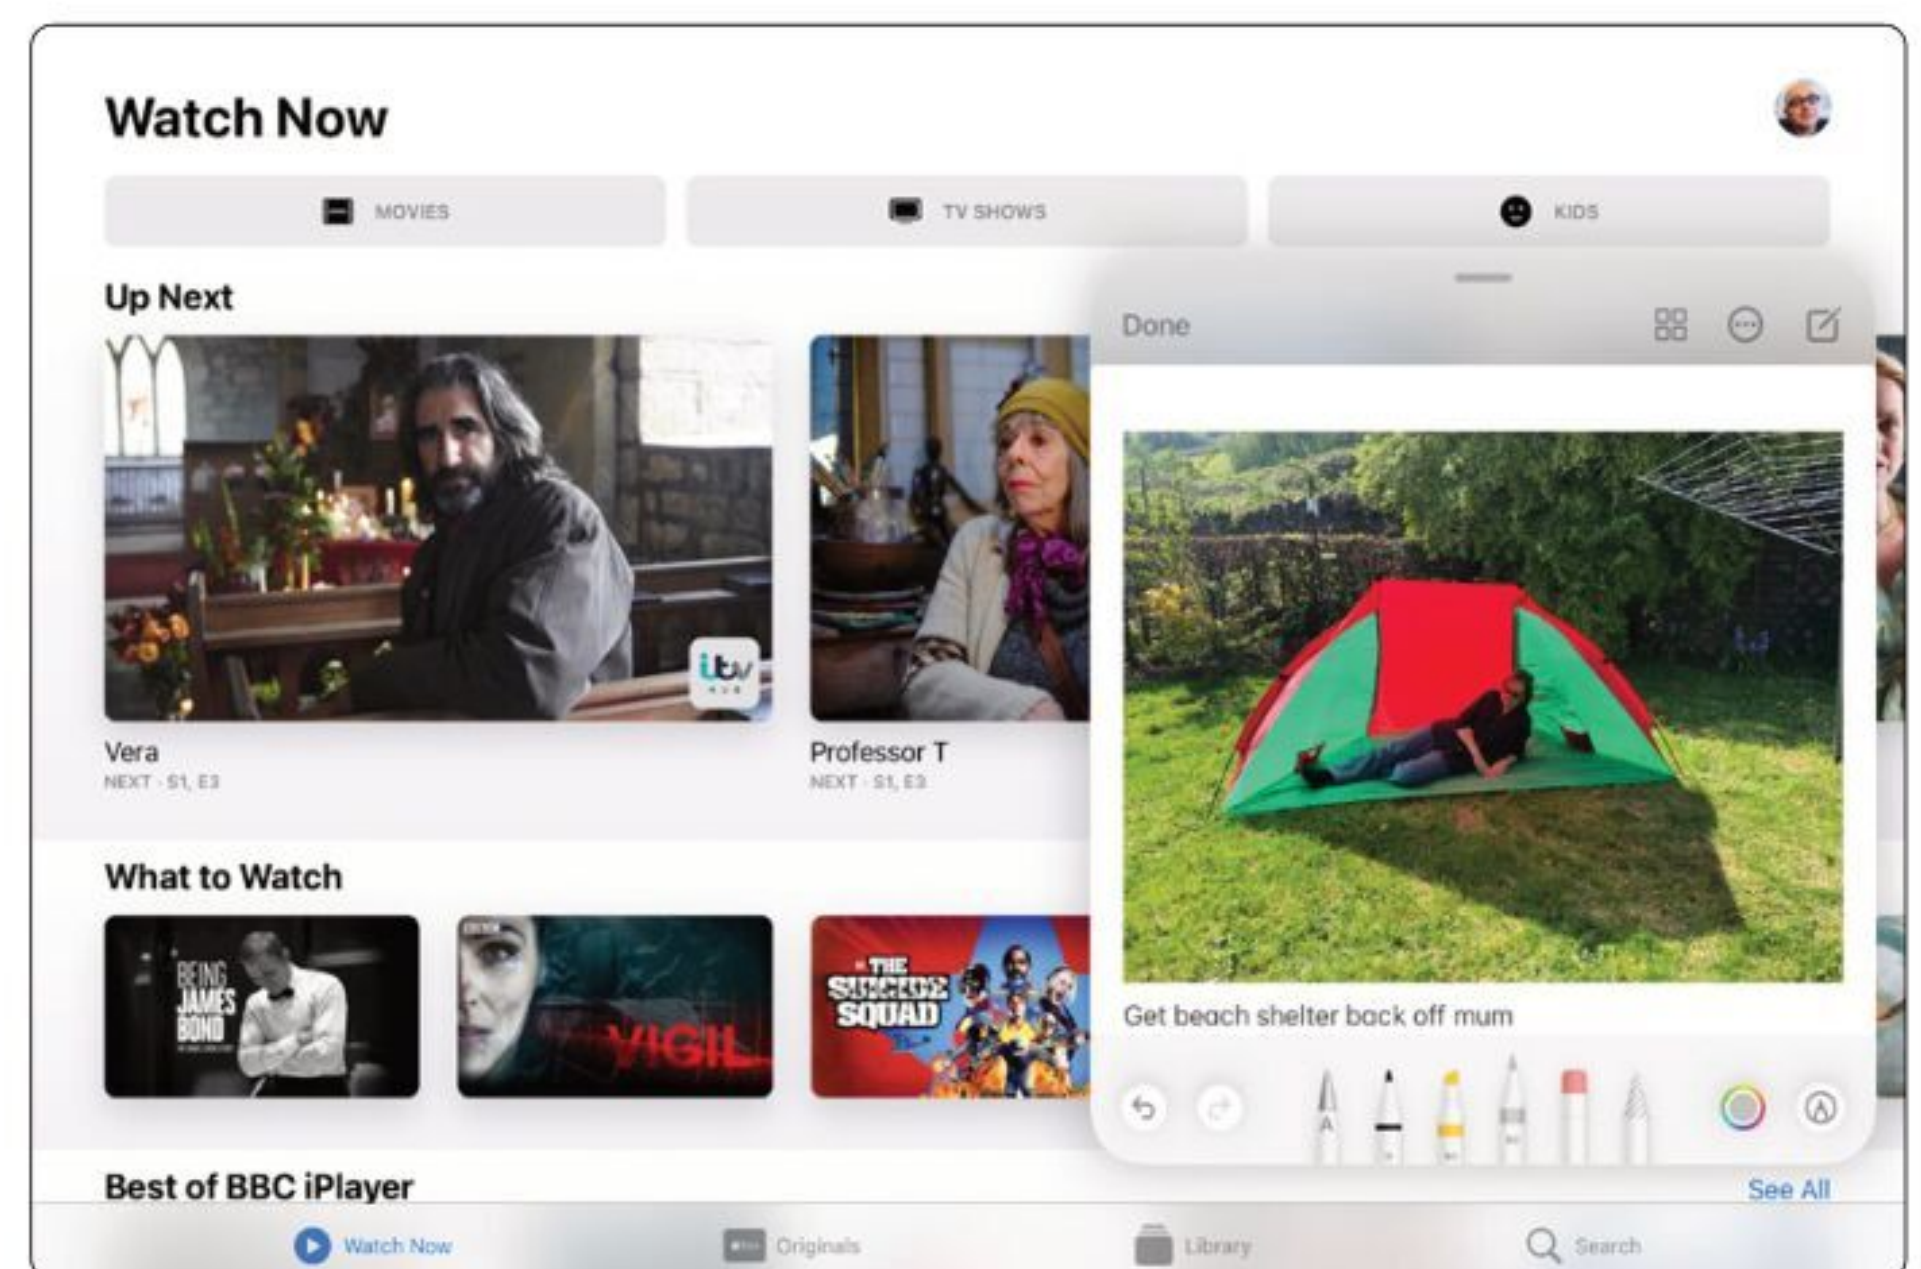 Watch Now
MOVIES
TV SHOWS
KIDS
Up Next
Done
itv
HUB
Vera
NEXT · S1, E3
Professor T
NEXT · S1, E3
What to Watch
BEING
JAMES
BOND
VIGIL
THE
SUICIDE
SQUAD
Get beach shelter back off mum
A
Best of BBC iPlayer
See All
Watch Now
Originals
Library
Search